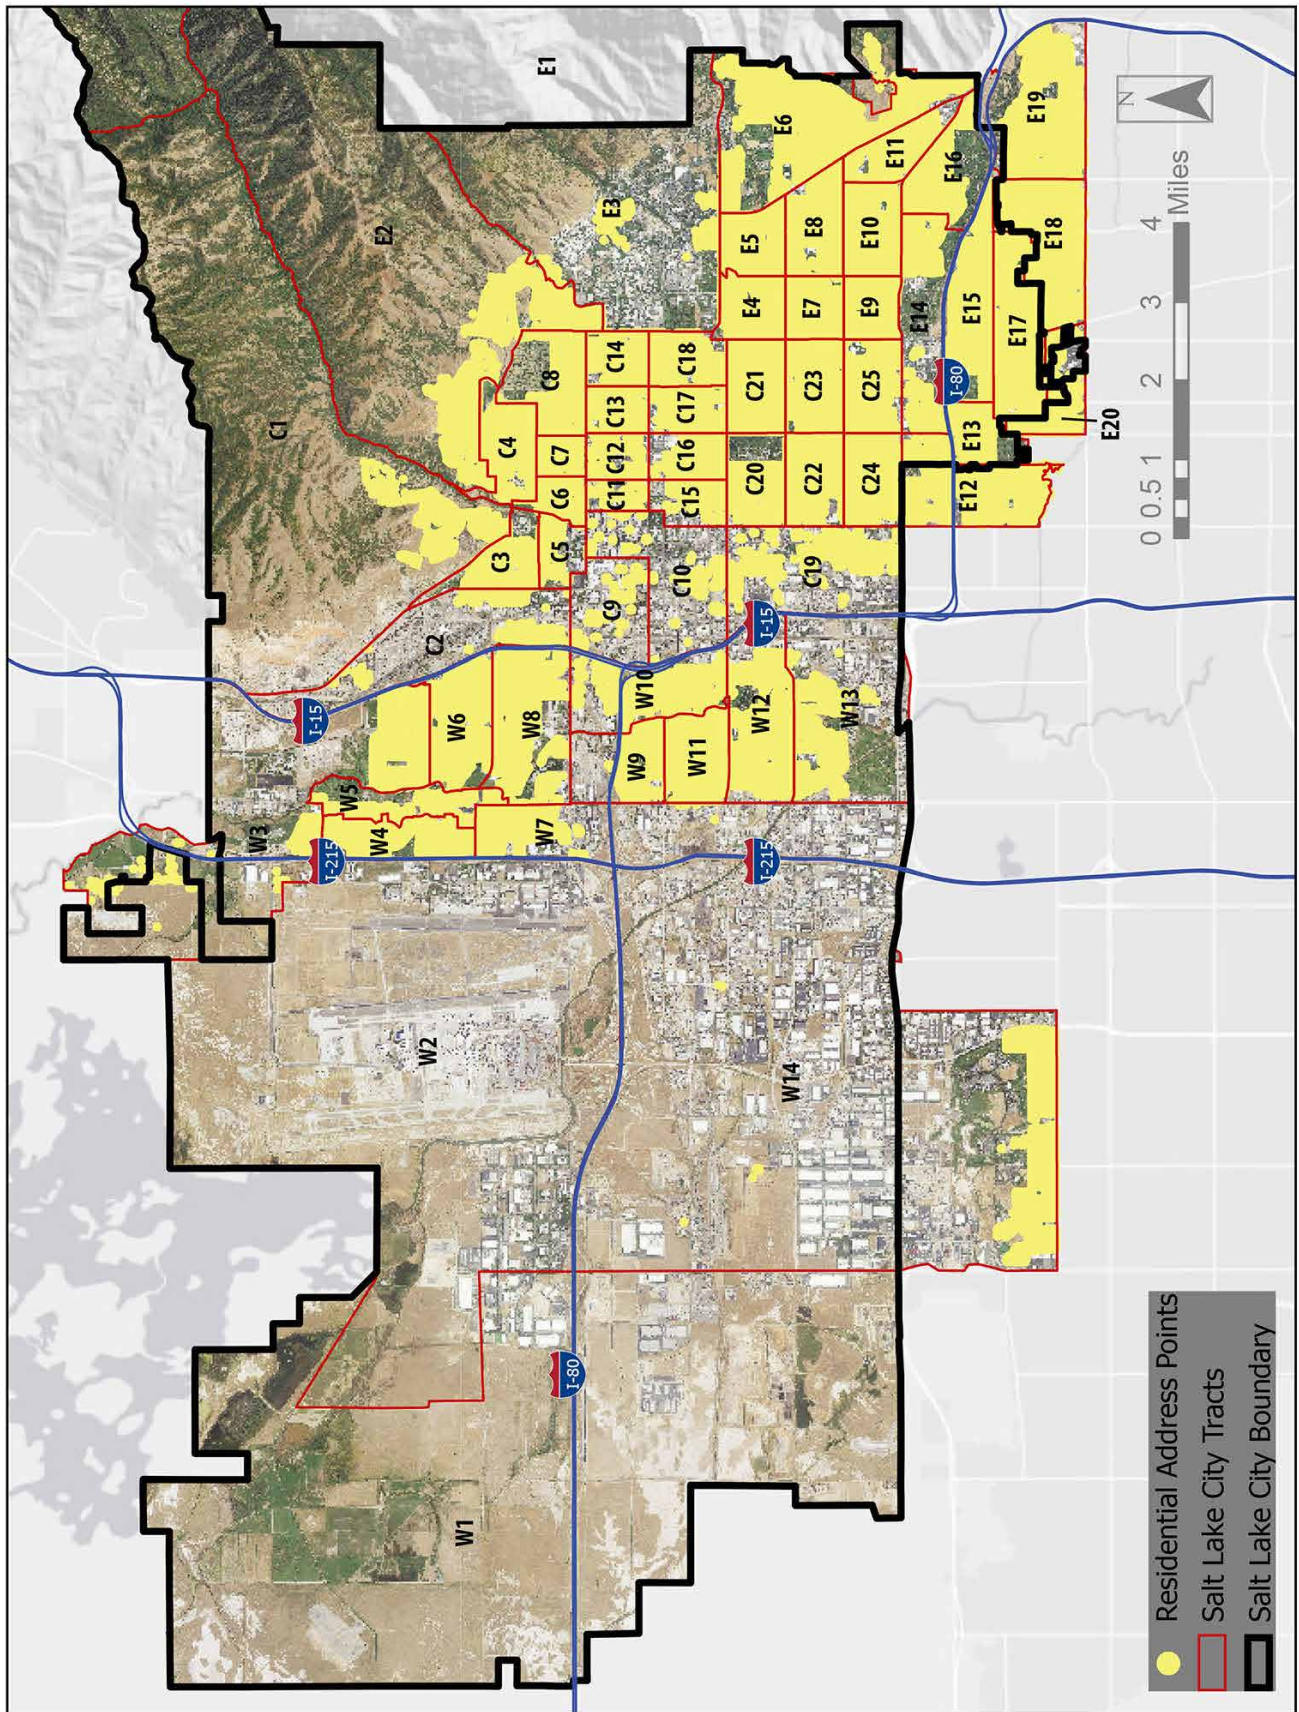 E1
E2
E3
C1
E6
E19
N
E11
E16
E5
E8
E10
E18
E4
E7
E9
E14
E15
E17
C8
C14
C18
C21
C23
C25
I-80
C4
C13
C17
E20
C7
C12
C16
C20
C22
C24
E13
C6
C11
C15
E12
C3
C5
C10
C19
C2
C9
I-15
I-15
W10
W6
W8
W12
W13
W9
W11
W5
W3
W4
W7
I-215
I-215
W2
W14
I-80
W1
0 0.5 1 2 3 4
Miles
Residential Address Points
Salt Lake City Tracts
Salt Lake City Boundary